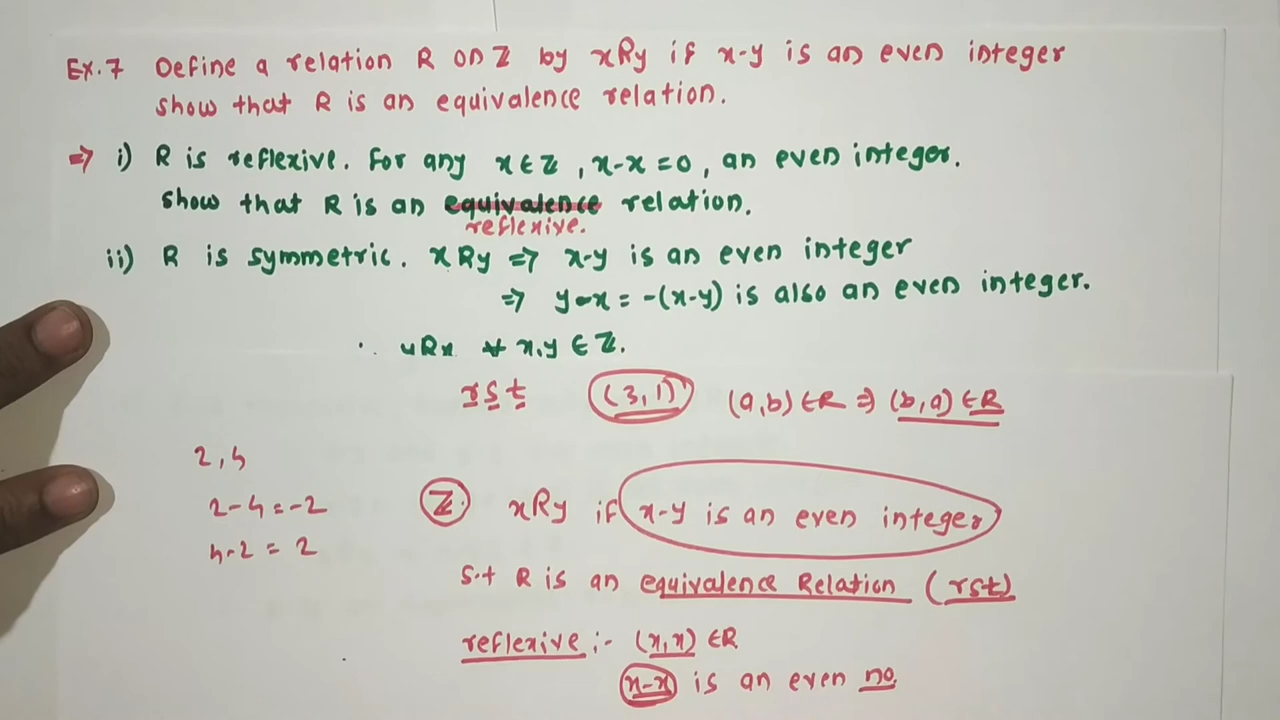 Ex.7 Define a relation R on Z by xRy if x-y is an even integer
show that R is an equivalence relation.
⇒ i) R is reflexive. For any x ∈ Z, x-x = 0, an even integer.
Show that R is an equivalence relation.
reflexive.
ii) R is symmetric. xRy ⇒ x-y is an even integer
⇒ y-x = -(x-y) is also an even integer.
∴ yRx ∀ x,y ∈ Z.
rst (3,1) (a,b) ∈ R ⇒ (b,a) ∈ R
2,4
2-4=-2
4-2 = 2
Z. xRy if x-y is an even integer
S.t R is an equivalence Relation (rst)
reflexive :- (x,x) ∈ R
x-x is an even no.